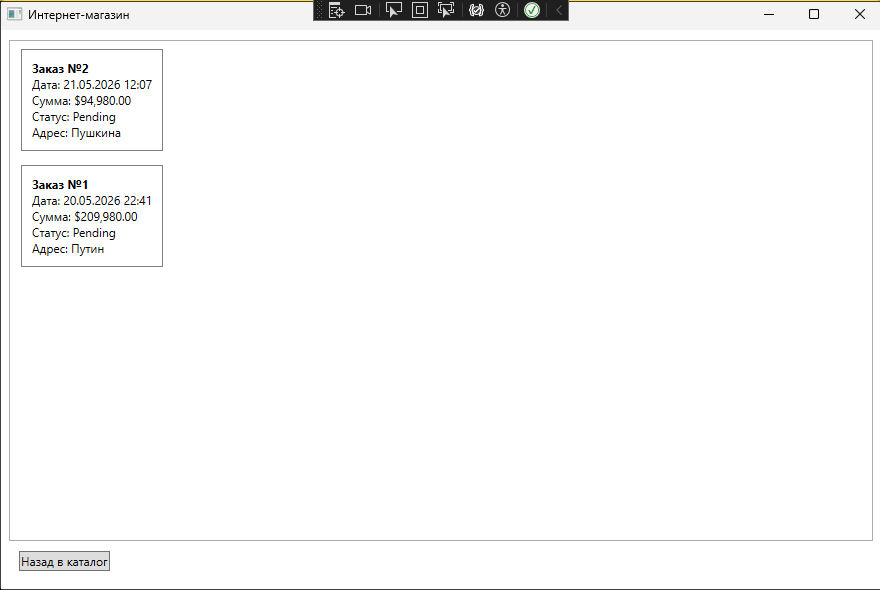 Интернет-магазин
Заказ №2
Дата: 21.05.2026 12:07
Сумма: $94,980.00
Статус: Pending
Адрес: Пушкина
Заказ №1
Дата: 20.05.2026 22:41
Сумма: $209,980.00
Статус: Pending
Адрес: Путин
Назад в каталог